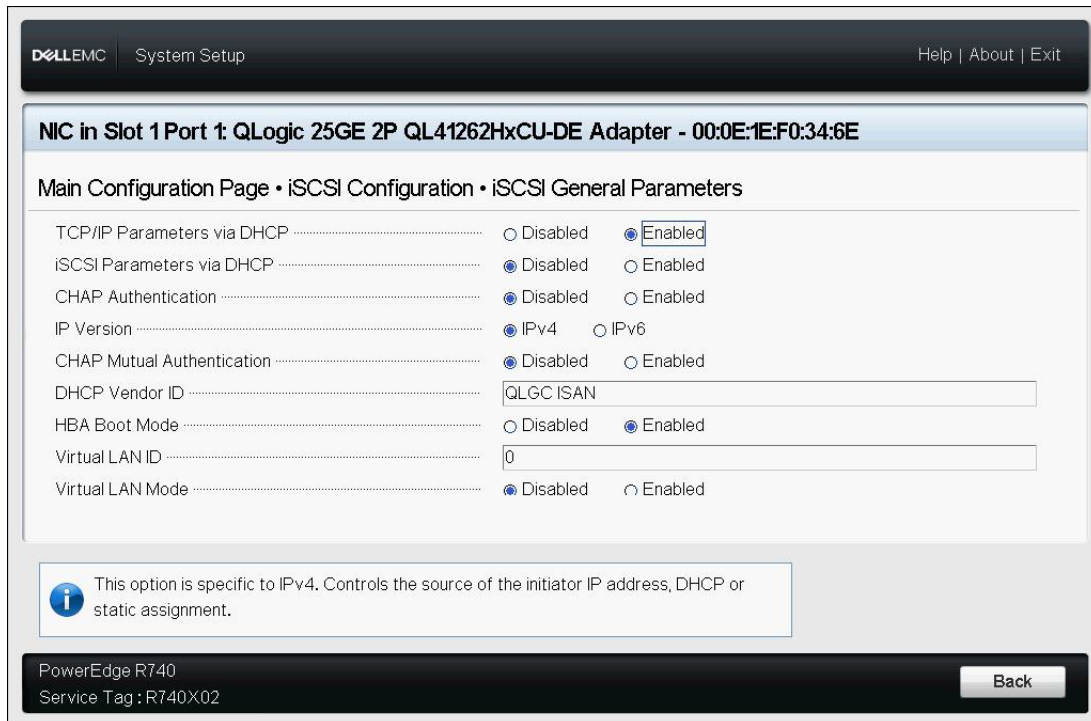 DELLEMC System Setup Help | About | Exit
NIC in Slot 1 Port 1: QLogic 25GE 2P QL41262HxCU-DE Adapter - 00:0E:1E:F0:34:6E
Main Configuration Page • iSCSI Configuration • iSCSI General Parameters
TCP/IP Parameters via DHCP Disabled Enabled
iSCSI Parameters via DHCP Disabled Enabled
CHAP Authentication Disabled Enabled
IP Version IPv4 IPv6
CHAP Mutual Authentication Disabled Enabled
DHCP Vendor ID QLGC ISAN
HBA Boot Mode Disabled Enabled
Virtual LAN ID 0
Virtual LAN Mode Disabled Enabled
This option is specific to IPv4. Controls the source of the initiator IP address, DHCP or
static assignment.
PowerEdge R740
Service Tag : R740X02
Back